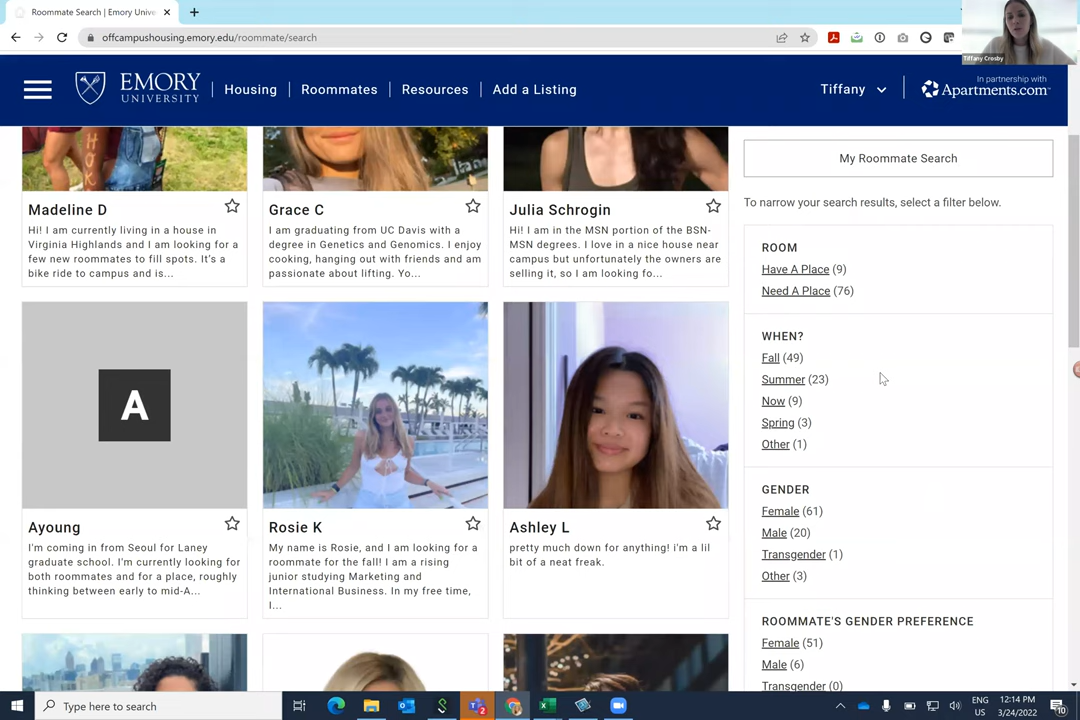 Roommate Search | Emory Unive
offcampushousing.emory.edu/roommate/search
Tiffany Crosby
EMORY
UNIVERSITY
Housing
Roommates
Resources
Add a Listing
Tiffany
In partnership with
Apartments.com
Madeline D
Hi! I am currently living in a house in
Virginia Highlands and I am looking for a
few new roommates to fill spots. It's a
bike ride to campus and is...
Grace C
I am graduating from UC Davis with a
degree in Genetics and Genomics. I enjoy
cooking, hanging out with friends and am
passionate about lifting. Yo...
Julia Schrogin
Hi! I am in the MSN portion of the BSN-
MSN degrees. I love in a nice house near
campus but unfortunately the owners are
selling it, so I am looking fo...
A
Ayoung
I'm coming in from Seoul for Laney
graduate school. I'm currently looking for
both roommates and for a place, roughly
thinking between early to mid-A...
Rosie K
My name is Rosie, and I am looking for a
roommate for the fall! I am a rising
junior studying Marketing and
International Business. In my free time,
I...
Ashley L
pretty much down for anything! i'm a lil
bit of a neat freak.
My Roommate Search
To narrow your search results, select a filter below.
ROOM
Have A Place (9)
Need A Place (76)
WHEN?
Fall (49)
Summer (23)
Now (9)
Spring (3)
Other (1)
GENDER
Female (61)
Male (20)
Transgender (1)
Other (3)
ROOMMATE'S GENDER PREFERENCE
Female (51)
Male (6)
Transgender (0)
Type here to search
2
ENG
US
12:14 PM
3/24/2022
10